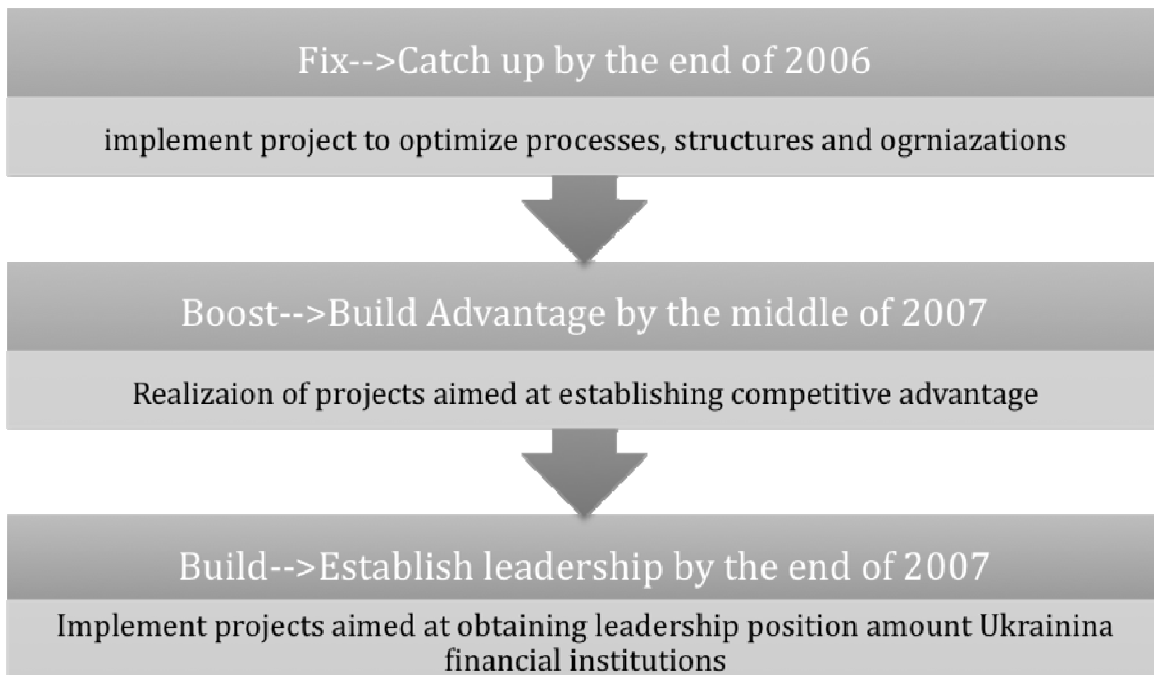 Fix-->Catch up by the end of 2006
implement project to optimize processes, structures and ogrniazations
Boost-->Build Advantage by the middle of 2007
Realizaion of projects aimed at establishing competitive advantage
Build-->Establish leadership by the end of 2007
Implement projects aimed at obtaining leadership position amount Ukrainina
financial institutions